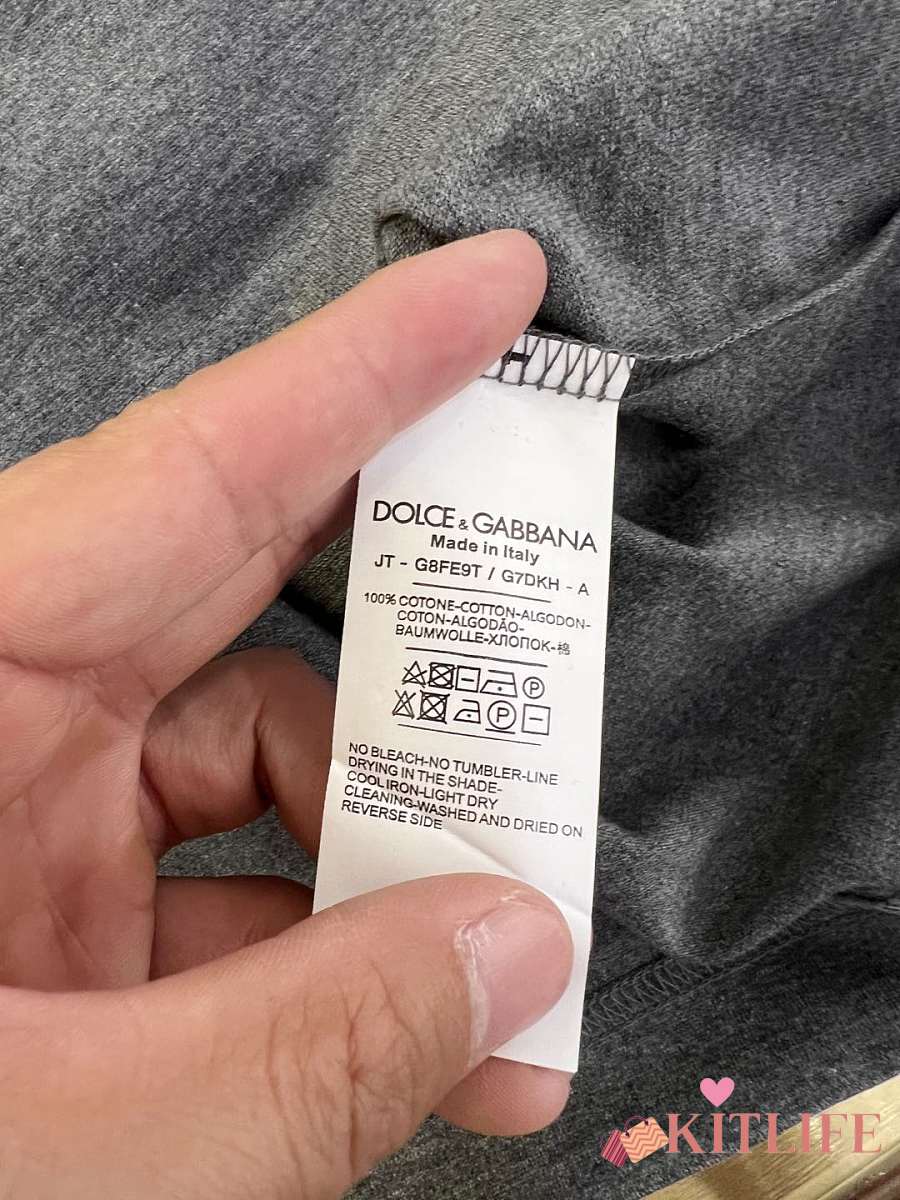 H
DOLCE & GABBANA
Made in Italy
JT - G8FE9T / G7DKH - A
100% COTONE-COTTON-ALGODON-
COTON-ALGODÃO-
BAUMWOLLE-ХЛОПОК-棉
P
P
NO BLEACH-NO TUMBLER-LINE
DRYING IN THE SHADE-
COOL IRON-LIGHT DRY
CLEANING-WASHED AND DRIED ON
REVERSE SIDE
KITLIFE